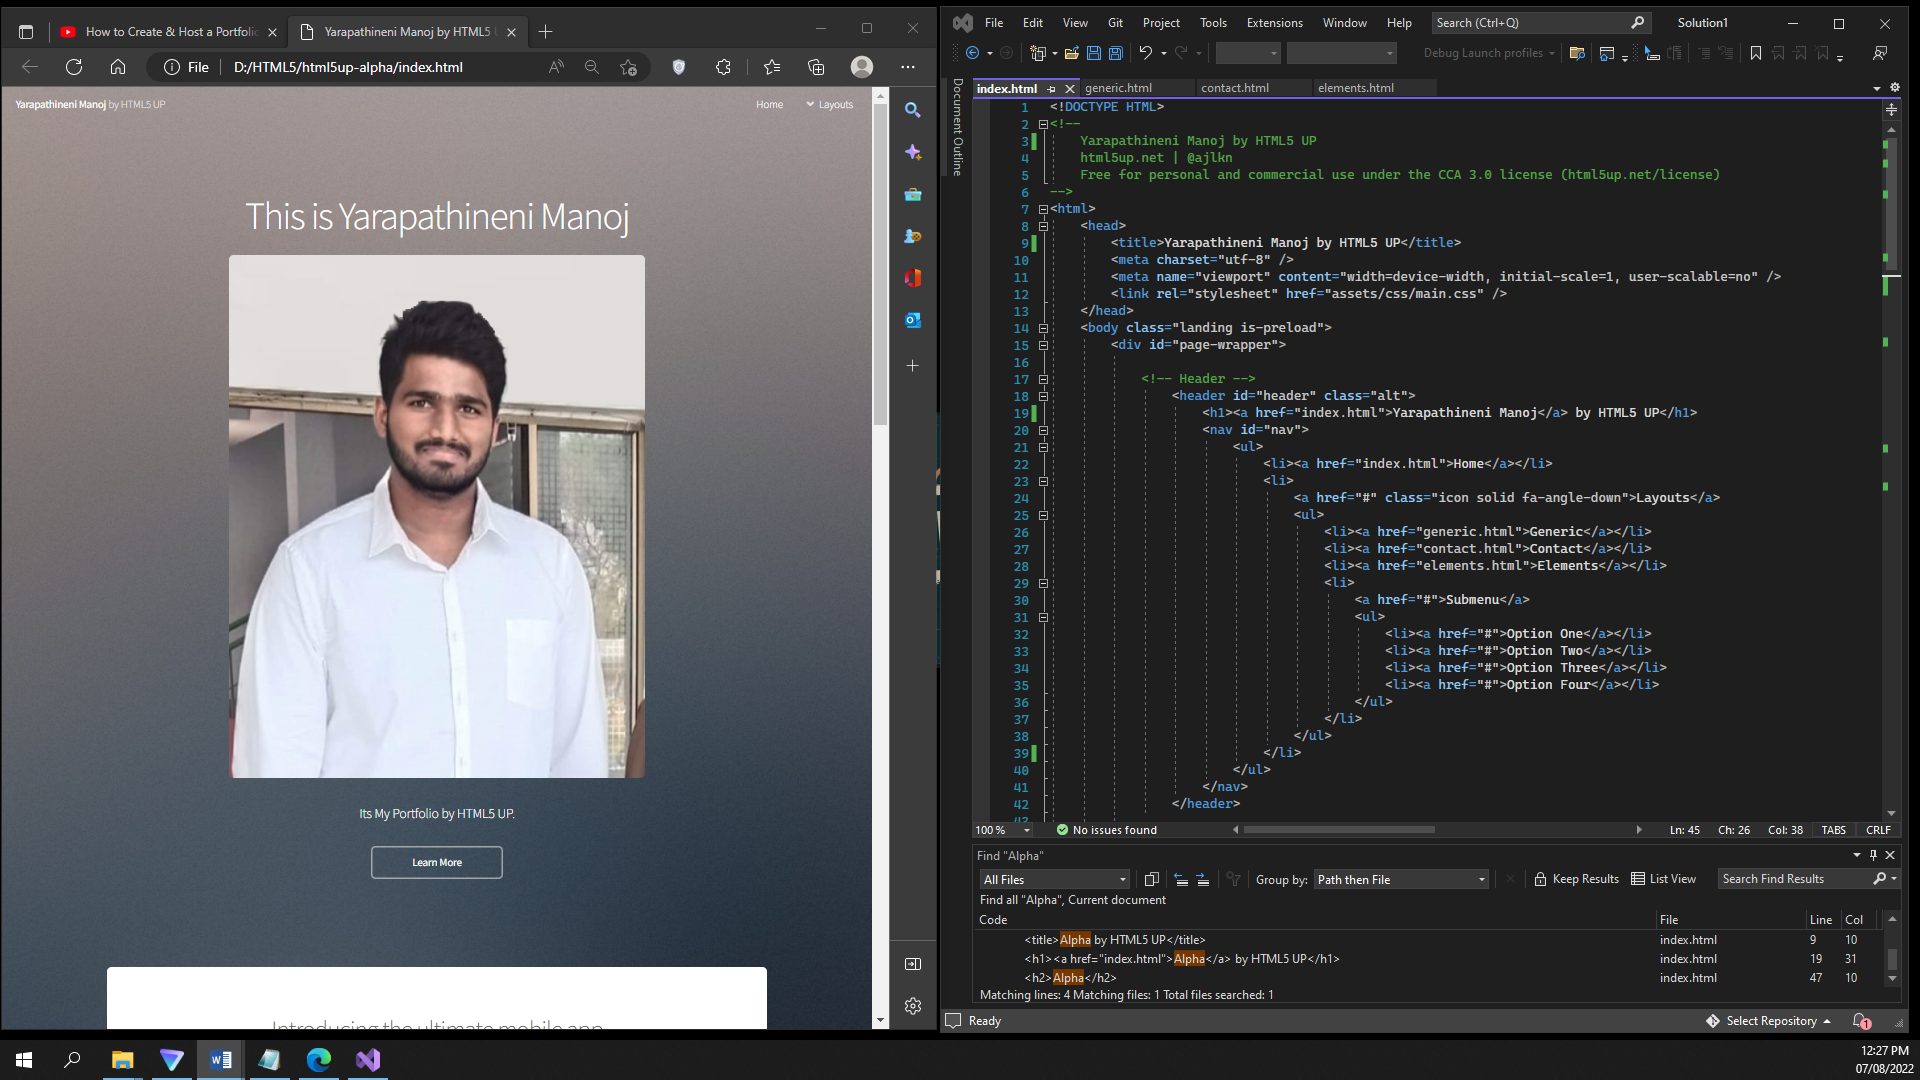 How to Create & Host a Portfolio
Yarapathineni Manoj by HTML5 U
File
D:/HTML5/html5up-alpha/index.html
Yarapathineni Manoj by HTML5 UP
Home
Layouts
This is Yarapathineni Manoj
Its My Portfolio by HTML5 UP.
Learn More
Introducing the ultimate mobile app
File Edit View Git Project Tools Extensions Window Help Search (Ctrl+Q) Solution1
Debug Launch profiles
Document Outline
index.html generic.html contact.html elements.html
1 <!DOCTYPE HTML>
2 <!--
3 Yarapathineni Manoj by HTML5 UP
4 html5up.net | @ajlkn
5 Free for personal and commercial use under the CCA 3.0 license (html5up.net/license)
6 -->
7 <html>
8 <head>
9 <title>Yarapathineni Manoj by HTML5 UP</title>
10 <meta charset="utf-8" />
11 <meta name="viewport" content="width=device-width, initial-scale=1, user-scalable=no" />
12 <link rel="stylesheet" href="assets/css/main.css" />
13 </head>
14 <body class="landing is-preload">
15 <div id="page-wrapper">
16
17 <!-- Header -->
18 <header id="header" class="alt">
19 <h1><a href="index.html">Yarapathineni Manoj</a> by HTML5 UP</h1>
20 <nav id="nav">
21 <ul>
22 <li><a href="index.html">Home</a></li>
23 <li>
24 <a href="#" class="icon solid fa-angle-down">Layouts</a>
25 <ul>
26 <li><a href="generic.html">Generic</a></li>
27 <li><a href="contact.html">Contact</a></li>
28 <li><a href="elements.html">Elements</a></li>
29 <li>
30 <a href="#">Submenu</a>
31 <ul>
32 <li><a href="#">Option One</a></li>
33 <li><a href="#">Option Two</a></li>
34 <li><a href="#">Option Three</a></li>
35 <li><a href="#">Option Four</a></li>
36 </ul>
37 </li>
38 </ul>
39 </li>
40 </ul>
41 </nav>
42 </header>
100 % No issues found Ln: 45 Ch: 26 Col: 38 TABS CRLF
Find "Alpha"
All Files Group by: Path then File Keep Results List View Search Find Results
Find all "Alpha", Current document
Code File Line Col
<title>Alpha by HTML5 UP</title> index.html 9 10
<h1><a href="index.html">Alpha</a> by HTML5 UP</h1> index.html 19 31
<h2>Alpha</h2> index.html 47 10
Matching lines: 4 Matching files: 1 Total files searched: 1
Ready Select Repository 1
12:27 PM
07/08/2022